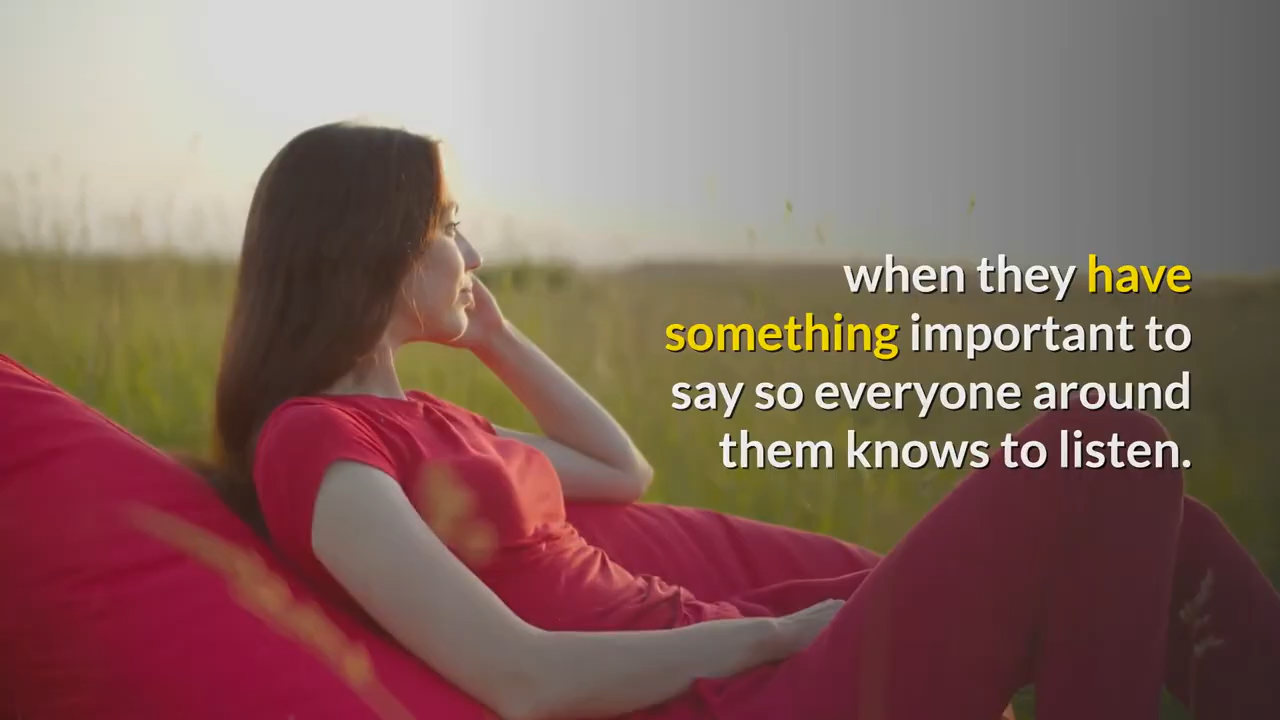 when they have
something important to
say so everyone around
them knows to listen.